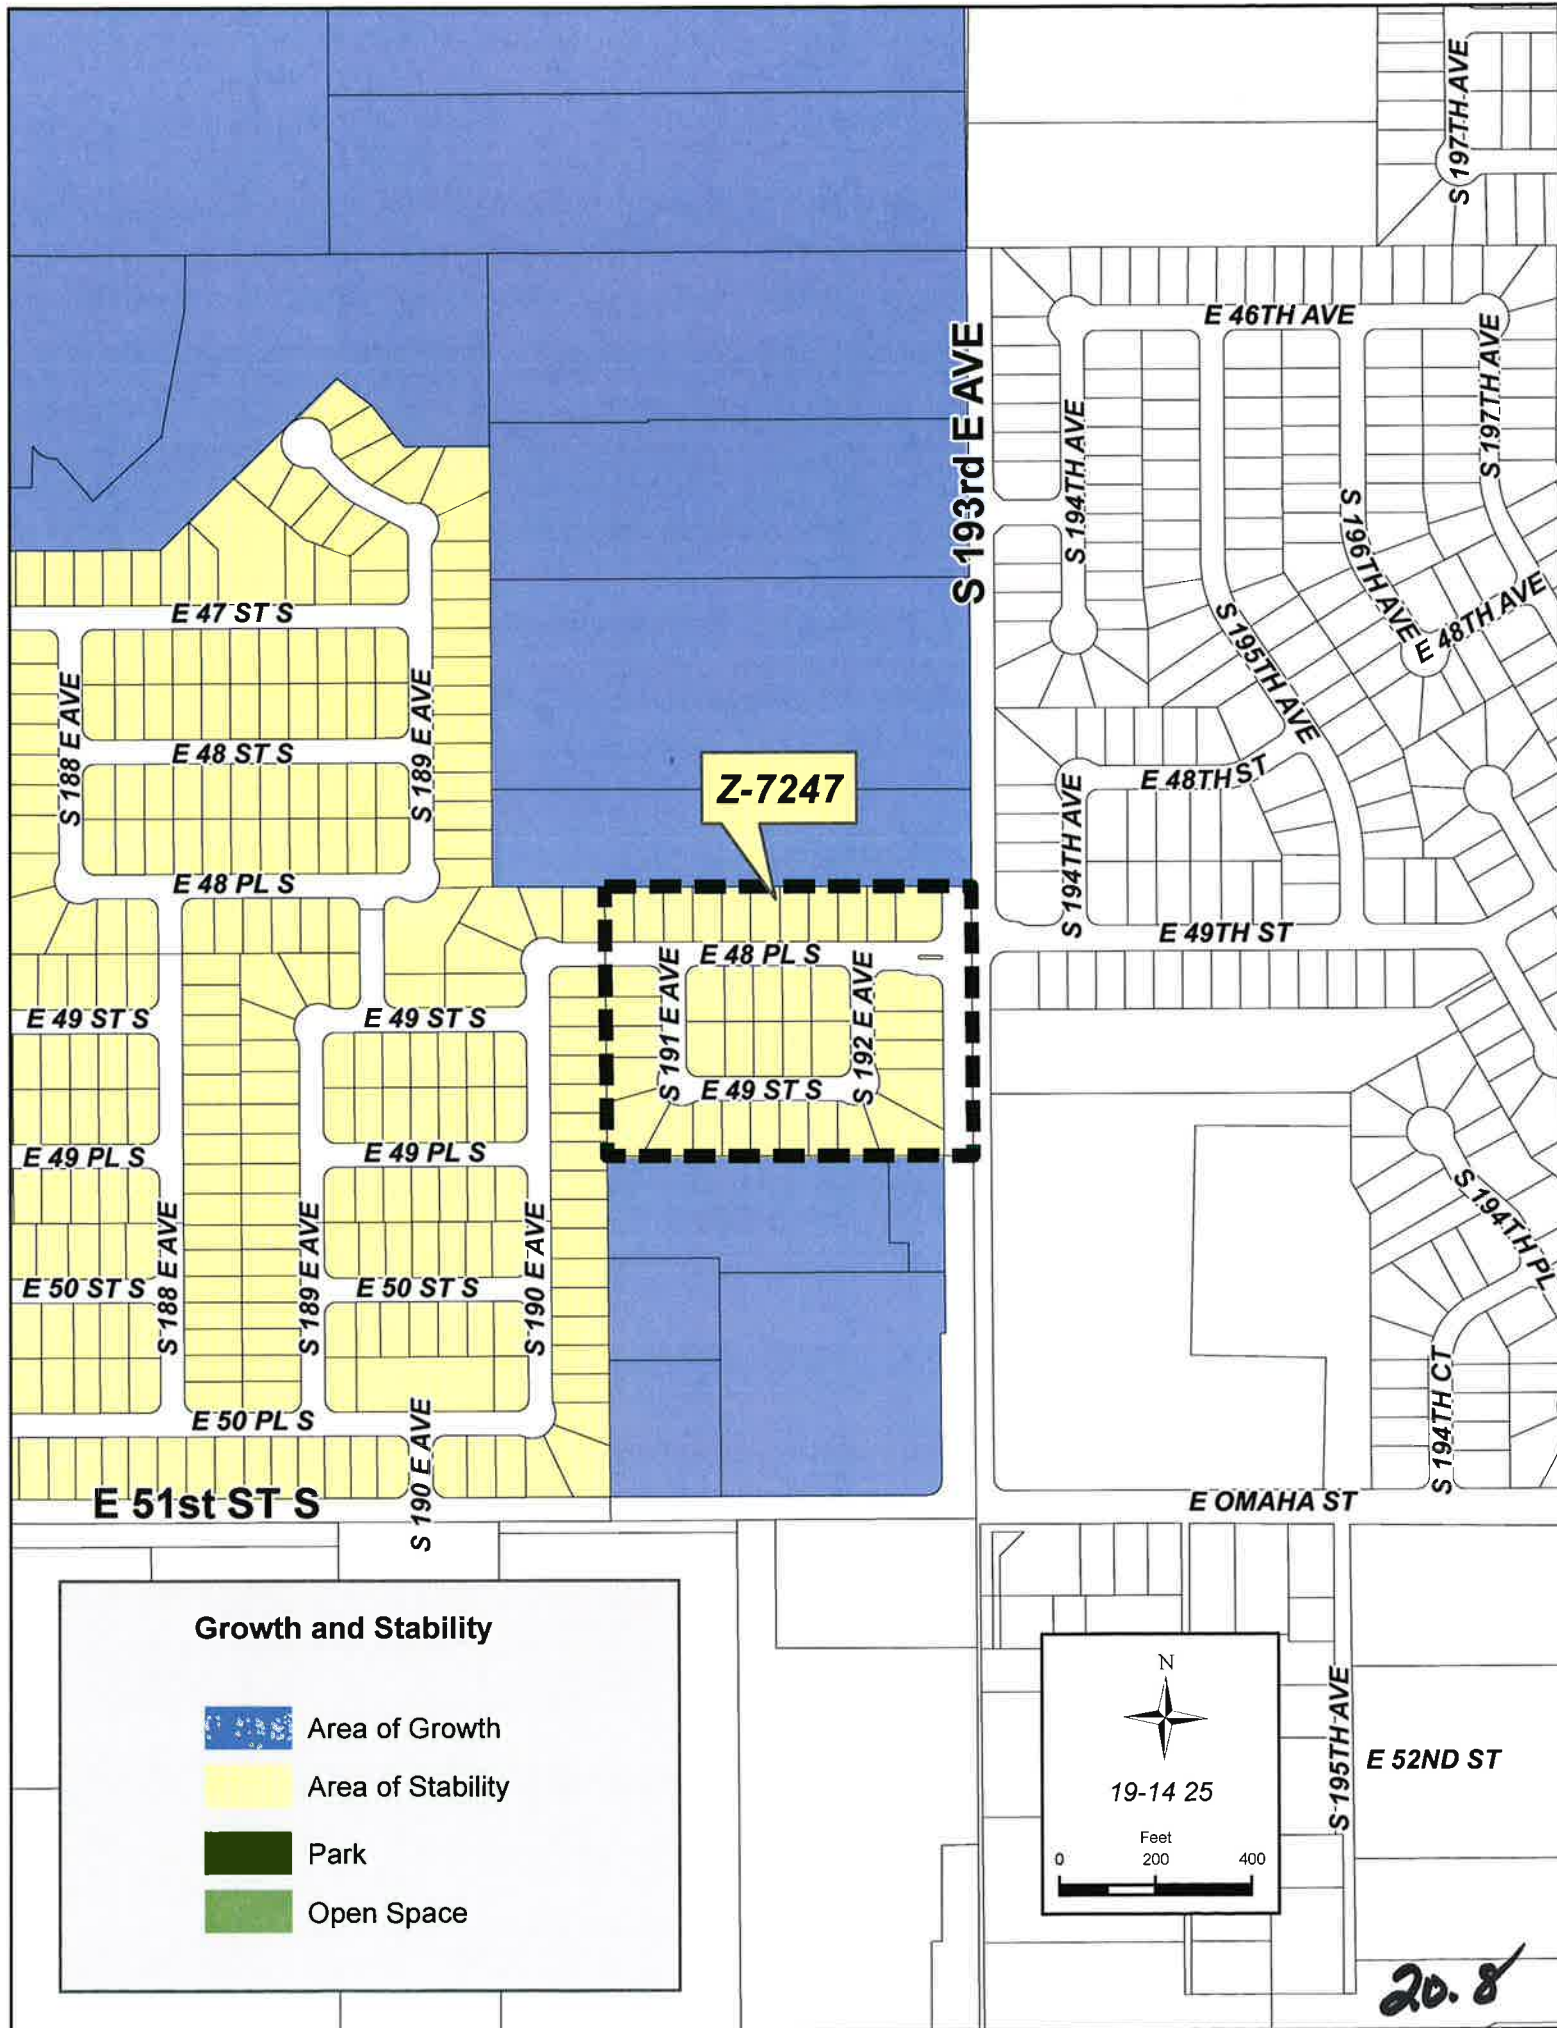 S 197TH AVE
E 46TH AVE
S 193rd E AVE
S 194TH AVE
S 197TH AVE
S 196TH AVE
E 48TH AVE
S 195TH AVE
E 47 ST S
S 188 E AVE
S 189 E AVE
E 48 ST S
Z-7247
E 48TH ST
S 194TH AVE
E 48 PL S
E 49TH ST
E 48 PL S
S 191 E AVE
S 192 E AVE
E 49 ST S
E 49 ST S
E 49 ST S
E 49 PL S
E 49 PL S
S 194TH PL
S 188 E AVE
S 189 E AVE
S 190 E AVE
E 50 ST S
E 50 ST S
S 194TH CT
E 50 PL S
S 190 E AVE
E 51st ST S
E OMAHA ST
Growth and Stability
Area of Growth
Area of Stability
Park
Open Space
N
19-14 25
Feet
0 200 400
S 195TH AVE
E 52ND ST
20.8